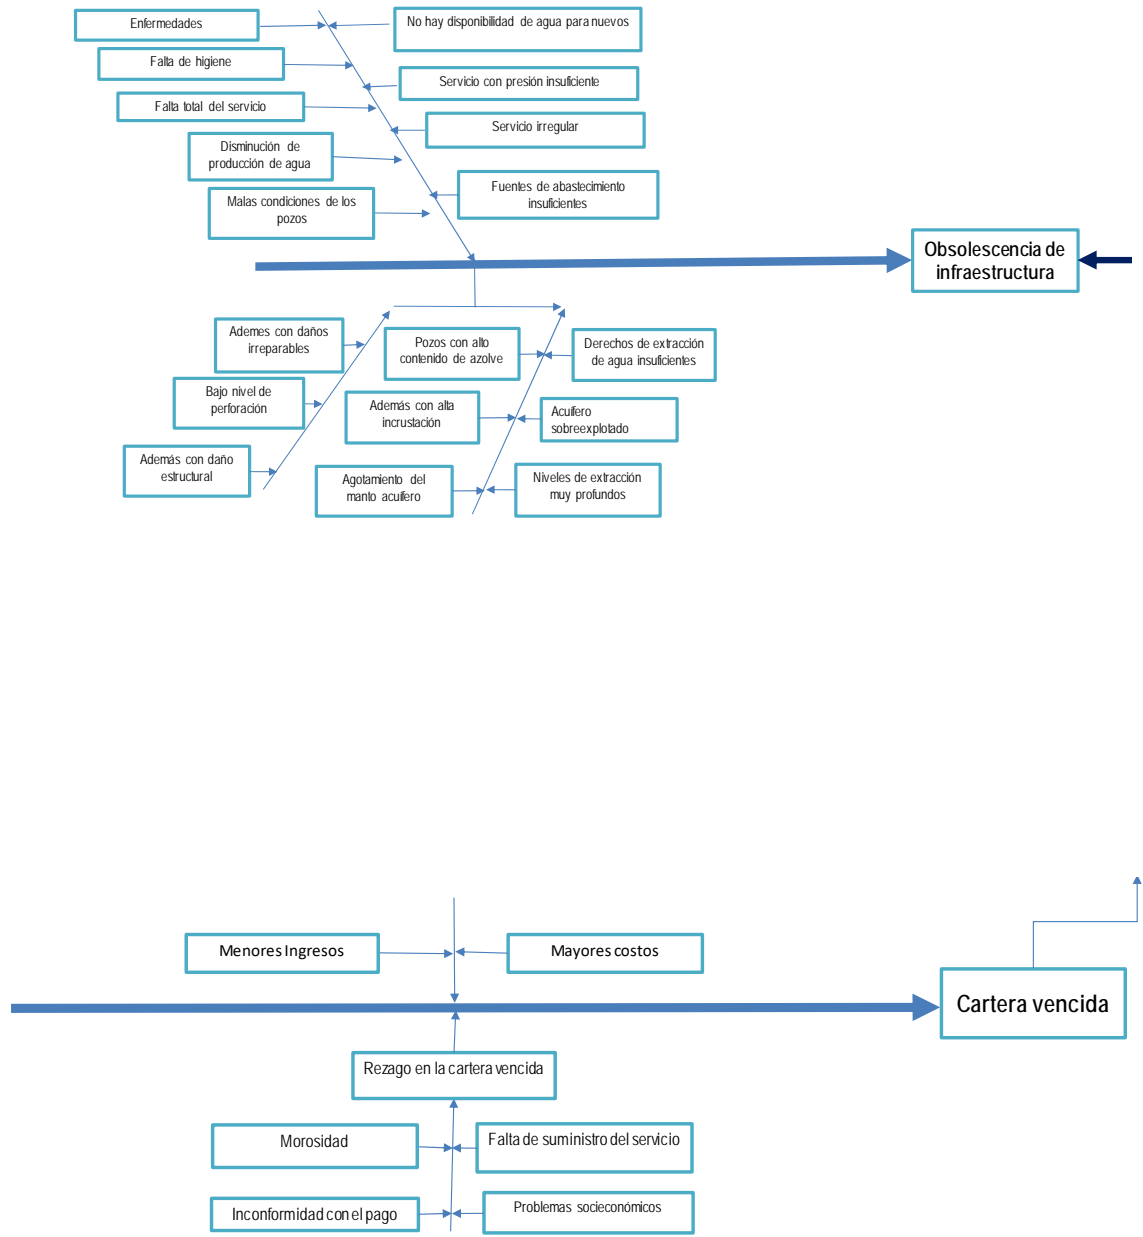 Enfermedades
No hay disponibilidad de agua para nuevos
Falta de higiene
Servicio con presión insuficiente
Falta total del servicio
Servicio irregular
Disminución de
producción de agua
Fuentes de abastecimiento
insuficientes
Malas condiciones de los
pozos
Obsolescencia de
infraestructura
Ademes con daños
irreparables
Pozos con alto
contenido de azolve
Derechos de extracción
de agua insuficientes
Bajo nivel de
perforación
Además con alta
incrustación
Acuífero
sobreexplotado
Además con daño
estructural
Agotamiento del
manto acuífero
Niveles de extracción
muy profundos
Menores Ingresos
Mayores costos
Cartera vencida
Rezago en la cartera vencida
Morosidad
Falta de suministro del servicio
Inconformidad con el pago
Problemas socieconómicos